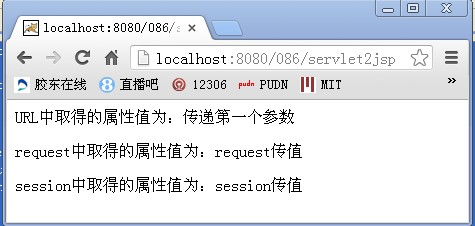 localhost:8080/086/s
localhost:8080/086/servlet2jsp
胶东在线 直播吧 12306 pudn PUDN MIT »
URL中取得的属性值为：传递第一个参数
request中取得的属性值为：request传值
session中取得的属性值为：session传值